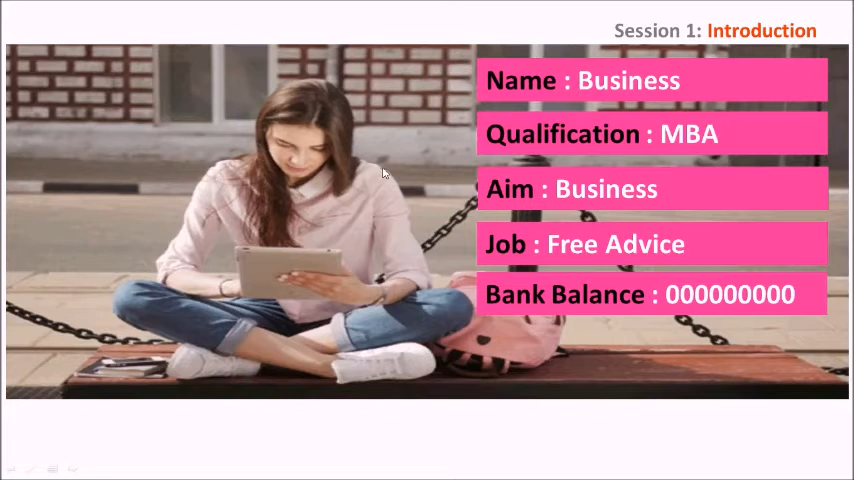 Session 1: Introduction
Name : Business
Qualification : MBA
Aim : Business
Job : Free Advice
Bank Balance : 000000000